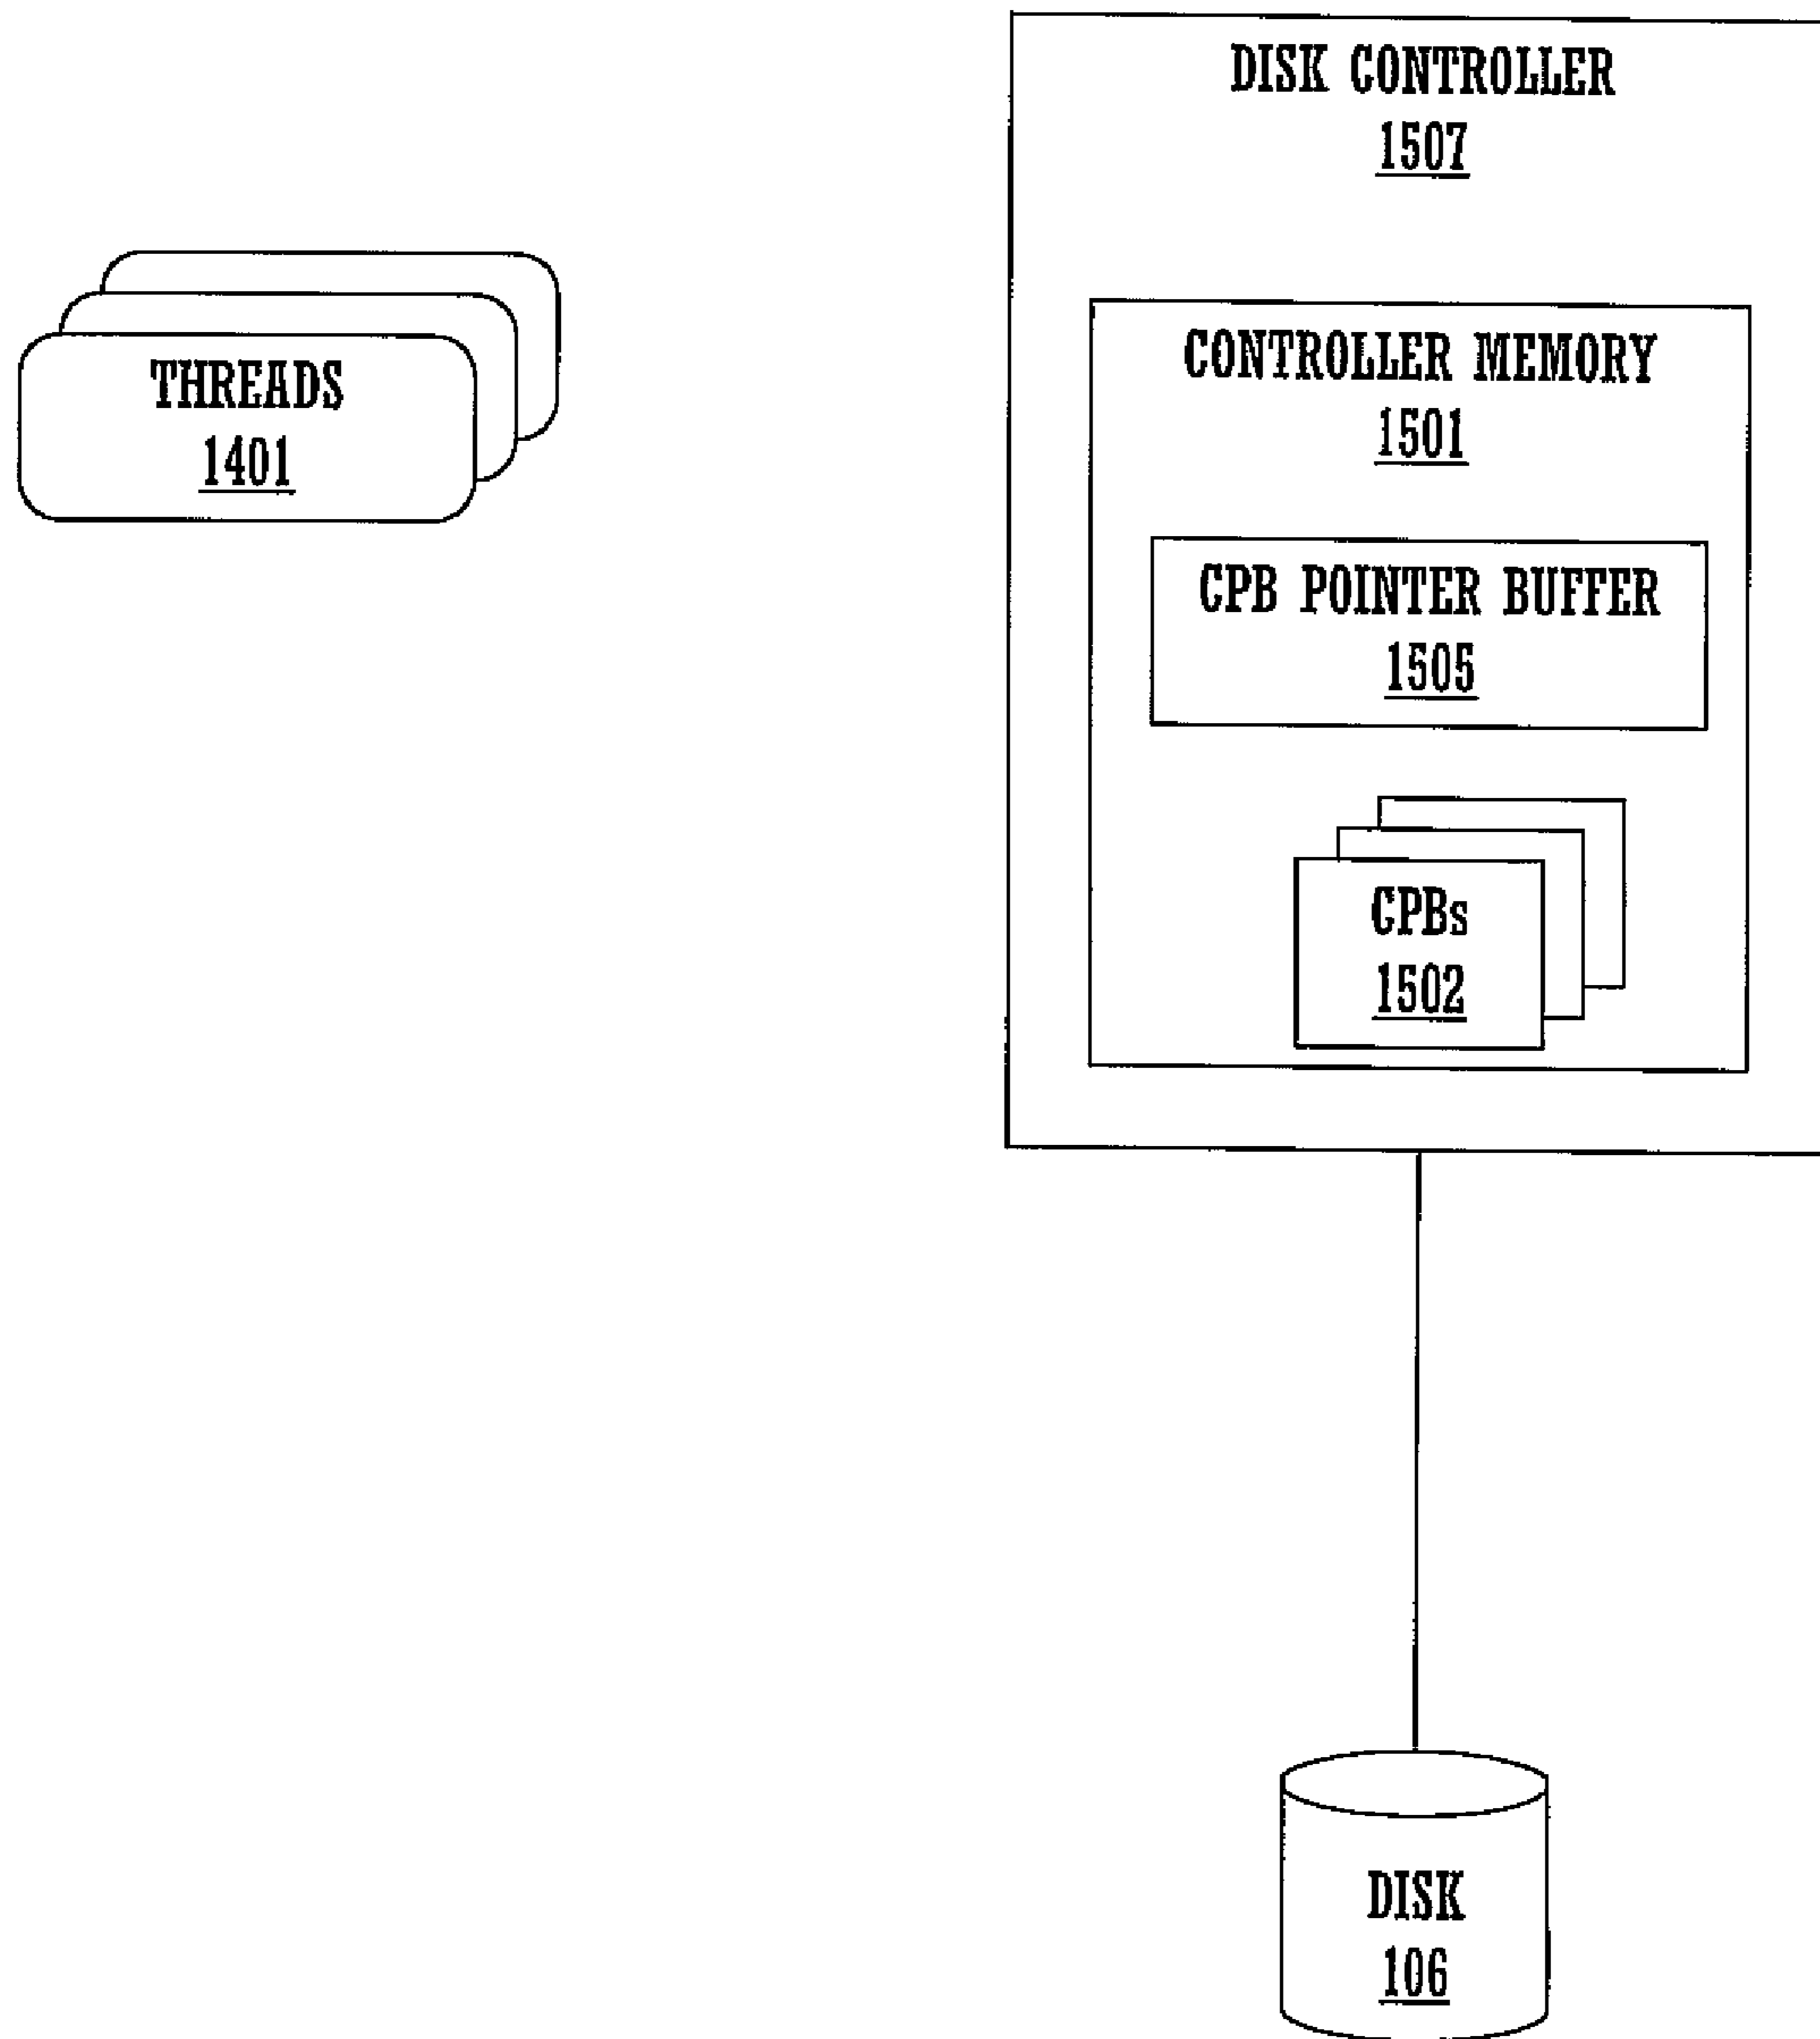 DISK CONTROLLER
1507
THREADS
1401
CONTROLLER MEMORY
1501
CPB POINTER BUFFER
1505
CPBs
1502
DISK
106